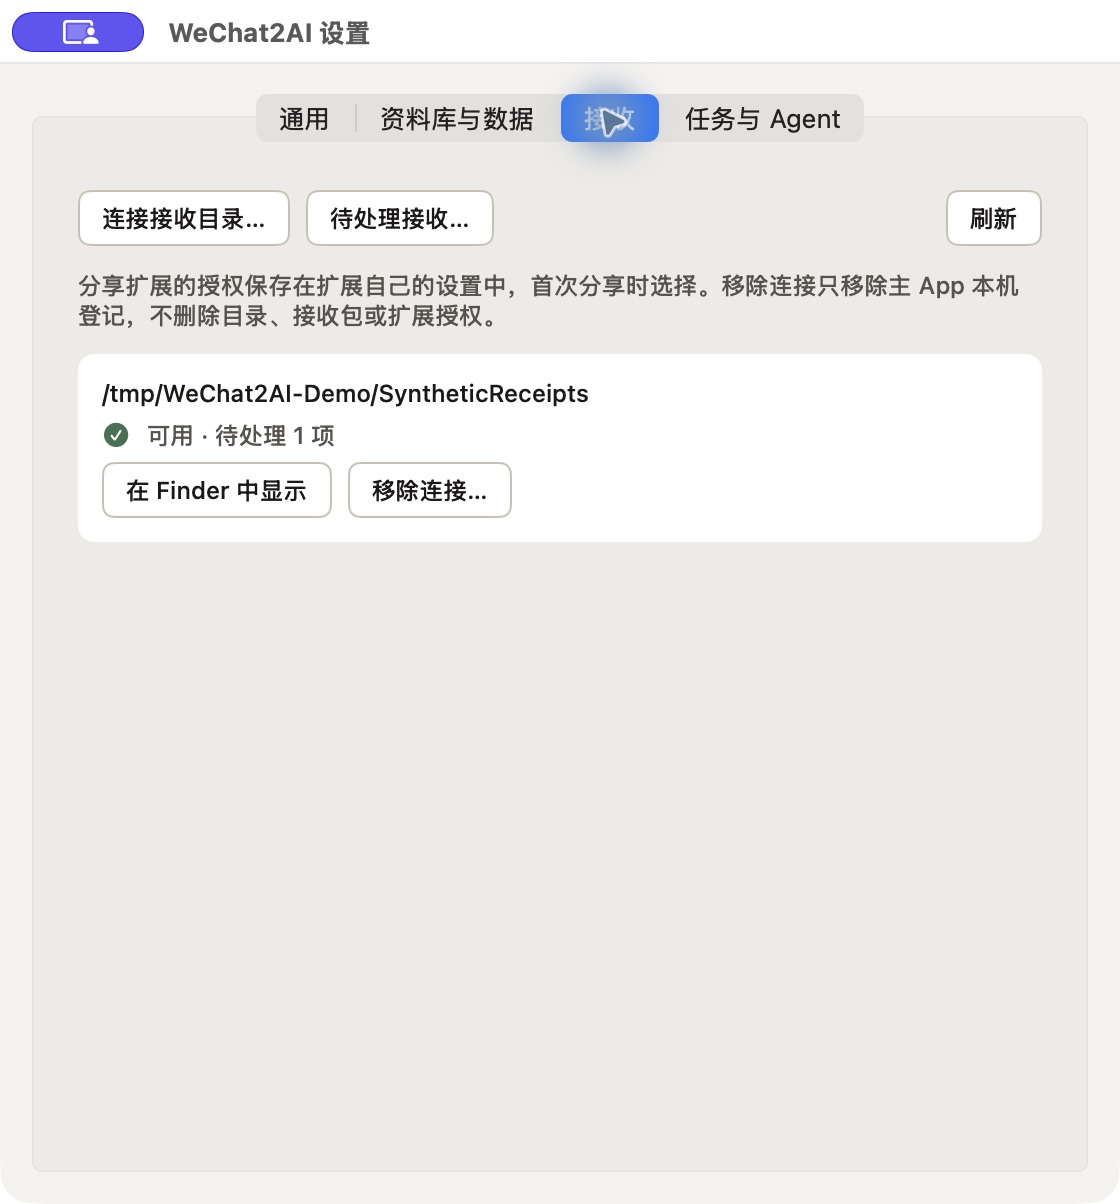 WeChat2AI 设置
通用
资料库与数据
接收
任务与 Agent
连接接收目录...
待处理接收...
刷新
分享扩展的授权保存在扩展自己的设置中，首次分享时选择。移除连接只移除主 App 本机
登记，不删除目录、接收包或扩展授权。
/tmp/WeChat2AI-Demo/SyntheticReceipts
可用 · 待处理 1 项
在 Finder 中显示
移除连接...